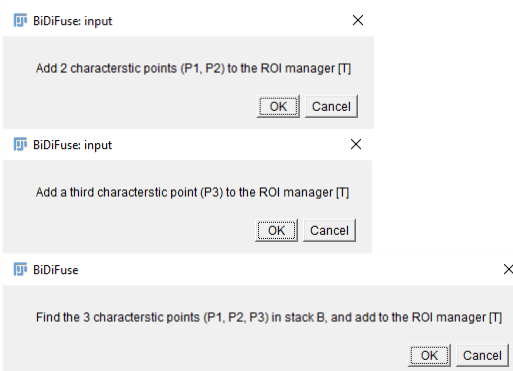 BiDiFuse: input
Add 2 characterstic points (P1, P2) to the ROI manager [T]
OK Cancel
BiDiFuse: input
Add a third characterstic point (P3) to the ROI manager [T]
OK Cancel
BiDiFuse
Find the 3 characterstic points (P1, P2, P3) in stack B, and add to the ROI manager [T]
OK Cancel